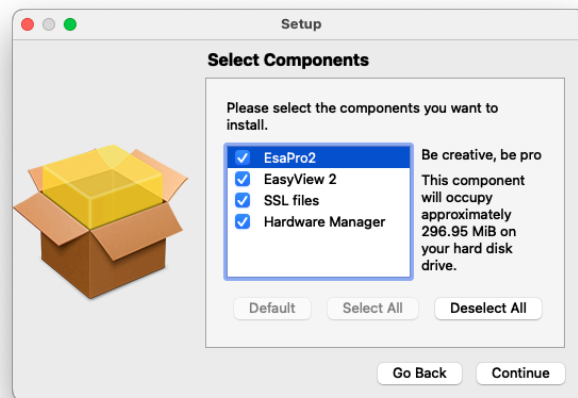 Setup
Select Components
Please select the components you want to
install.
EsaPro2
EasyView 2
SSL files
Hardware Manager
Be creative, be pro
This component
will occupy
approximately
296.95 MiB on
your hard disk
drive.
Default
Select All
Deselect All
Go Back
Continue